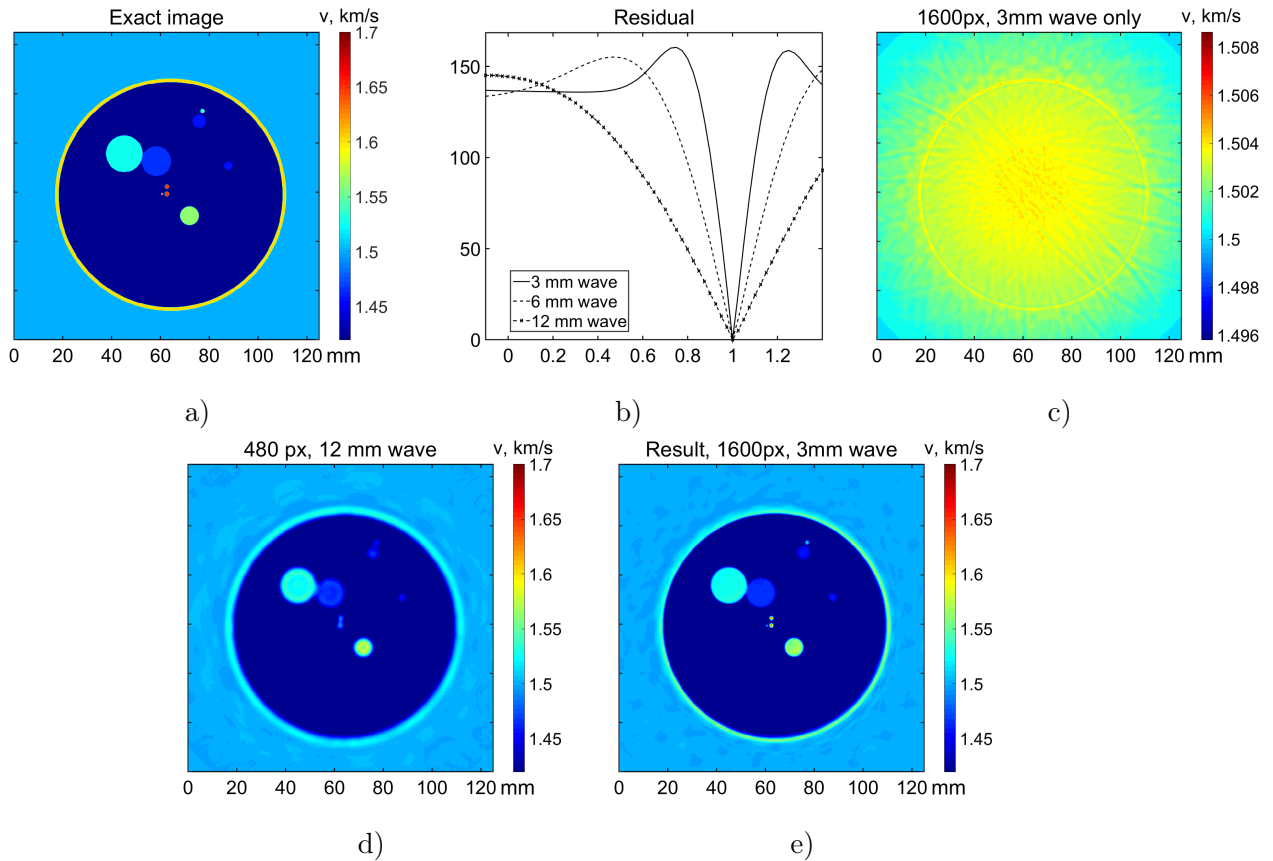 Exact image
v, km/s
1.7
1.65
1.6
1.55
1.5
1.45
0 20 40 60 80 100 120 mm
a)
Residual
150
100
50
0
3 mm wave
6 mm wave
12 mm wave
0 0.2 0.4 0.6 0.8 1 1.2
b)
1600px, 3mm wave only
v, km/s
1.508
1.506
1.504
1.502
1.5
1.498
1.496
0 20 40 60 80 100 120 mm
c)
480 px, 12 mm wave
v, km/s
1.7
1.65
1.6
1.55
1.5
1.45
0 20 40 60 80 100 120 mm
d)
Result, 1600px, 3mm wave
v, km/s
1.7
1.65
1.6
1.55
1.5
1.45
0 20 40 60 80 100 120 mm
e)